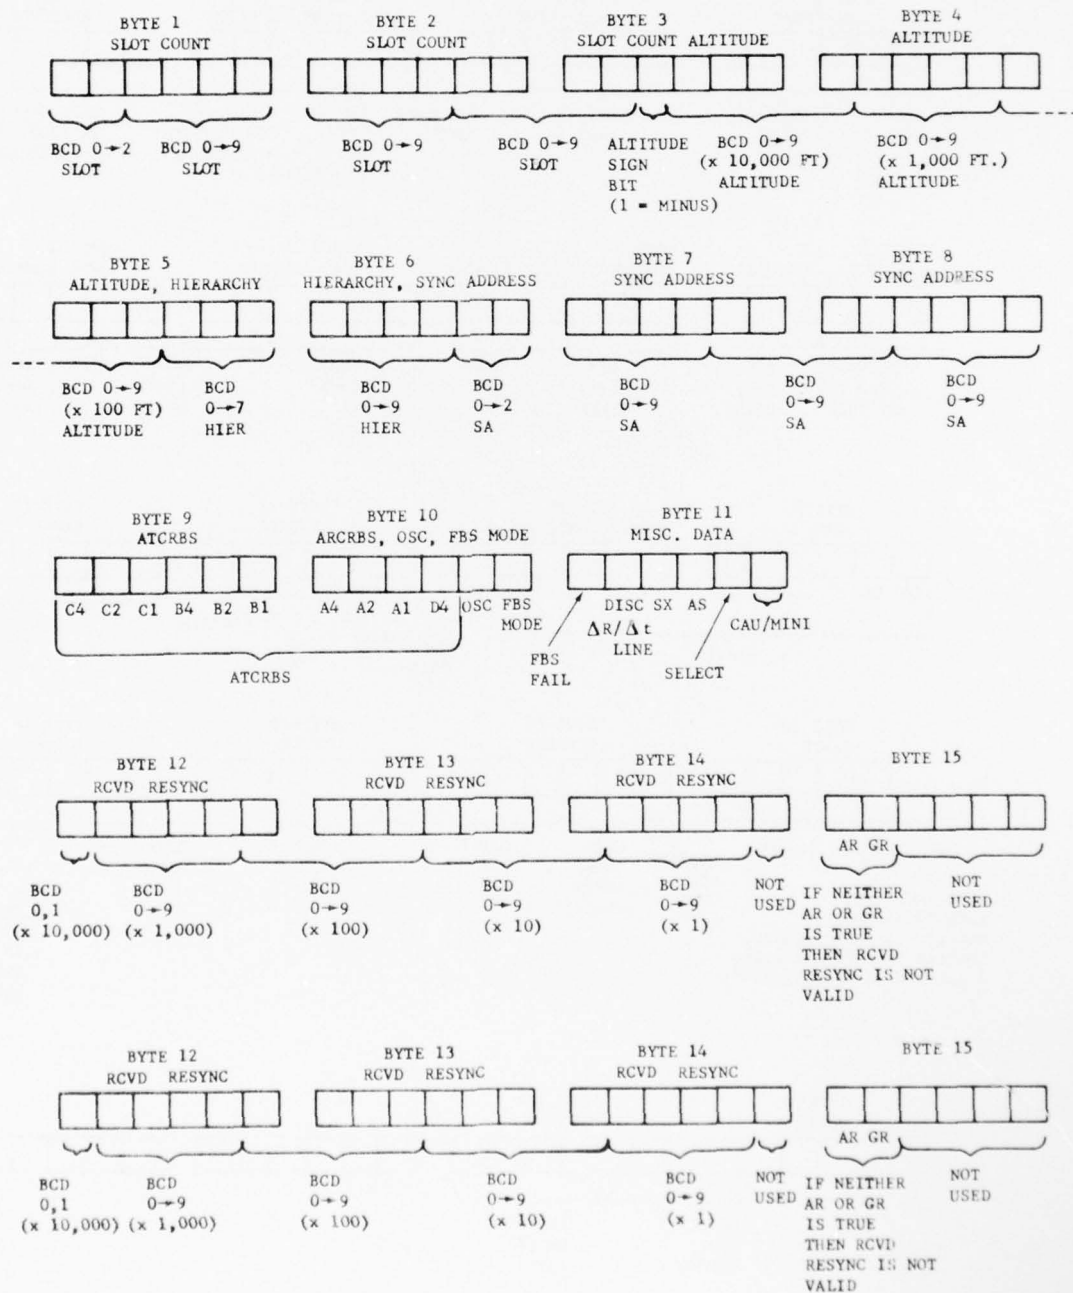 BYTE 1 BYTE 2 BYTE 3 BYTE 4
SLOT COUNT SLOT COUNT SLOT COUNT ALTITUDE ALTITUDE
BCD 0→2 BCD 0→9 BCD 0→9 BCD 0→9 ALTITUDE BCD 0→9 BCD 0→9
SLOT SLOT SLOT SLOT SIGN (x 10,000 FT) (x 1,000 FT.)
BIT ALTITUDE ALTITUDE
(1 = MINUS)
BYTE 5 BYTE 6 BYTE 7 BYTE 8
ALTITUDE, HIERARCHY HIERARCHY, SYNC ADDRESS SYNC ADDRESS SYNC ADDRESS
BCD 0→9 BCD BCD BCD BCD BCD BCD
(x 100 FT) 0→7 0→9 0→2 0→9 0→9 0→9
ALTITUDE HIER HIER SA SA SA SA
BYTE 9 BYTE 10 BYTE 11
ATCRBS ARCRBS, OSC, FBS MODE MISC. DATA
C4 C2 C1 B4 B2 B1 A4 A2 A1 D4 OSC FBS DISC SX AS
MODE ΔR/Δt CAU/MINI
LINE
FBS SELECT
FAIL
ATCRBS
BYTE 12 BYTE 13 BYTE 14 BYTE 15
RCVD RESYNC RCVD RESYNC RCVD RESYNC
AR GR
BCD BCD BCD BCD BCD NOT IF NEITHER NOT
0,1 0→9 0→9 0→9 0→9 USED AR OR GR USED
(x 10,000) (x 1,000) (x 100) (x 10) (x 1) IS TRUE
THEN RCVD
RESYNC IS NOT
VALID
BYTE 12 BYTE 13 BYTE 14 BYTE 15
RCVD RESYNC RCVD RESYNC RCVD RESYNC
AR GR
BCD BCD BCD BCD BCD NOT IF NEITHER NOT
0,1 0→9 0→9 0→9 0→9 USED AR OR GR USED
(x 10,000) (x 1,000) (x 100) (x 10) (x 1) IS TRUE
THEN RCVD
RESYNC IS NOT
VALID